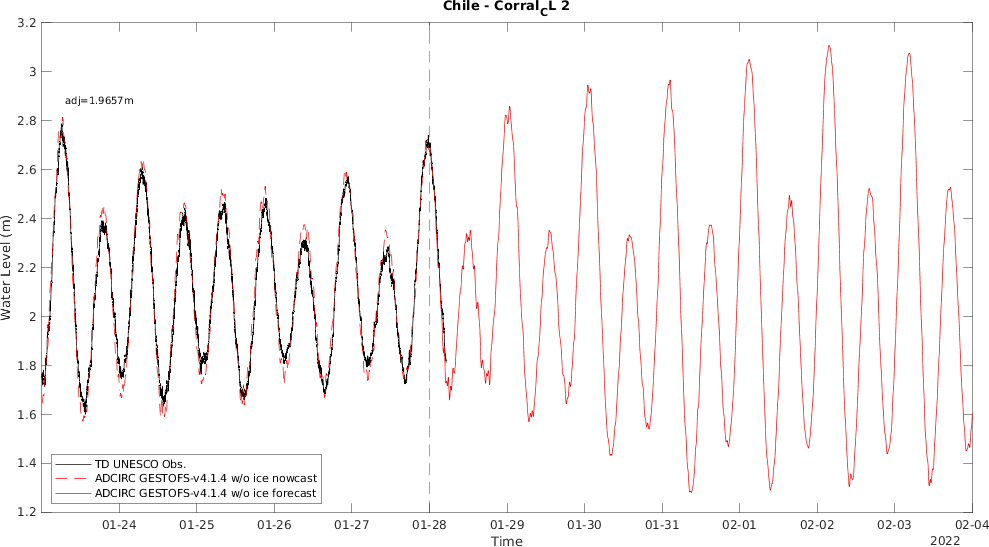 Chile - Corral_CL 2
3.2
3
2.8
2.6
2.4
2.2
2
1.8
1.6
1.4
1.2
Water Level (m)
adj=1.9657m
TD UNESCO Obs.
ADCIRC GESTOFS-v4.1.4 w/o ice nowcast
ADCIRC GESTOFS-v4.1.4 w/o ice forecast
01-24 01-25 01-26 01-27 01-28 01-29 01-30 01-31 02-01 02-02 02-03 02-04
Time
2022